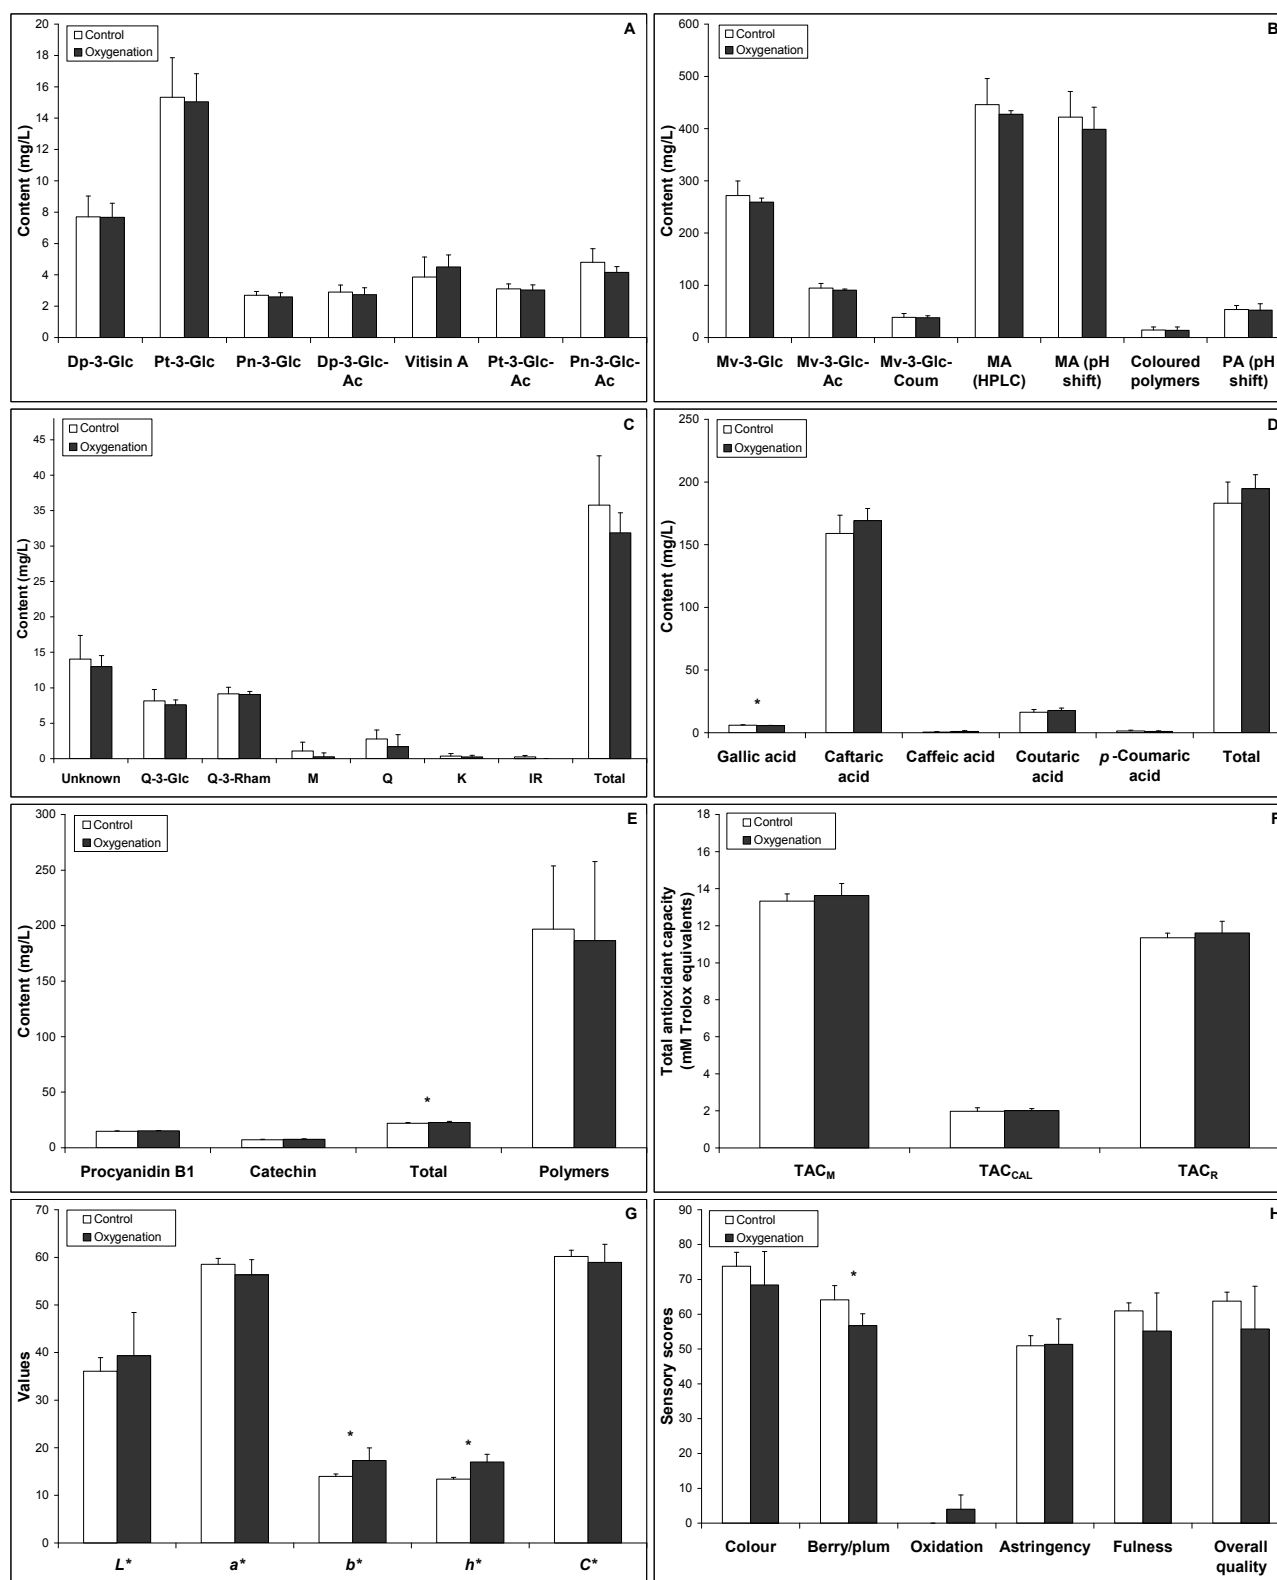 A
Control
Oxygenation
Content (mg/L)
20
18
16
14
12
10
8
6
4
2
0
Dp-3-Glc Pt-3-Glc Pn-3-Glc Dp-3-Glc-Ac Vitisin A Pt-3-Glc-Ac Pn-3-Glc-Ac
B
Control
Oxygenation
Content (mg/L)
600
500
400
300
200
100
0
Mv-3-Glc Mv-3-Glc-Ac Mv-3-Glc-Coum MA (HPLC) MA (pH shift) Coloured polymers PA (pH shift)
C
Control
Oxygenation
Content (mg/L)
45
40
35
30
25
20
15
10
5
0
Unknown Q-3-Glc Q-3-Rham M Q K IR Total
D
Control
Oxygenation
Content (mg/L)
250
200
150
100
50
0
*
Gallic acid Caftaric acid Caffeic acid Coutaric acid p-Coumaric acid Total
E
Control
Oxygenation
Content (mg/L)
300
250
200
150
100
50
0
*
Procyanidin B1 Catechin Total Polymers
F
Control
Oxygenation
Total antioxidant capacity
(mM Trolox equivalents)
18
16
14
12
10
8
6
4
2
0
TACM TACCAL TACR
G
Control
Oxygenation
Values
70
60
50
40
30
20
10
0
* *
L* a* b* h* C*
H
Control
Oxygenation
Sensory scores
90
80
70
60
50
40
30
20
10
0
*
Colour Berry/plum Oxidation Astringency Fulness Overall quality